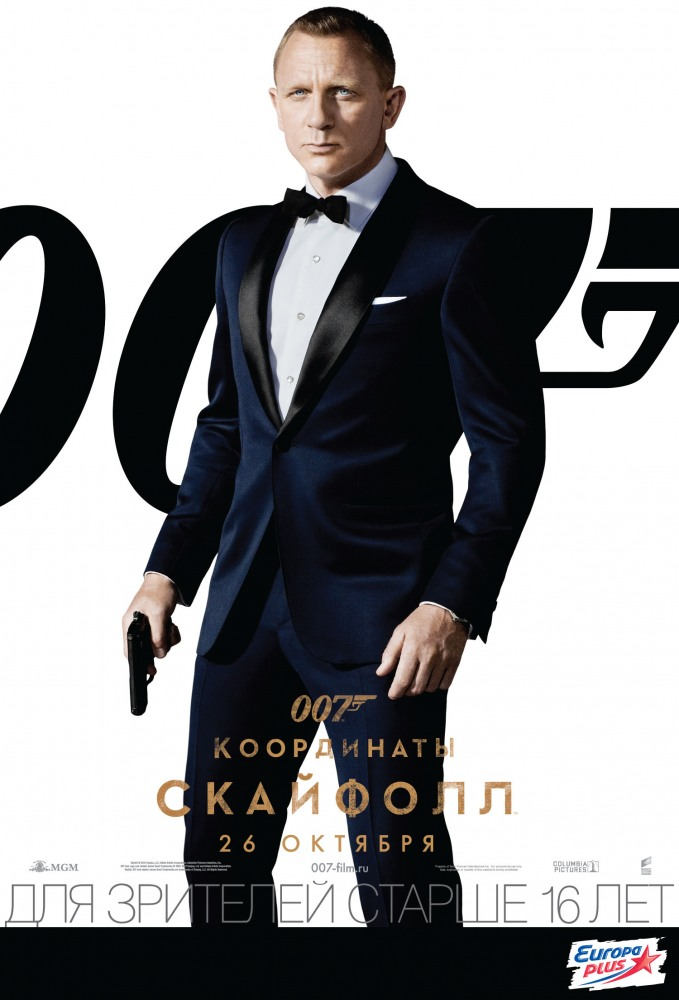 007
007
КООРДИНАТЫ
СКАЙФОЛЛ
26 ОКТЯБРЯ
MGM
007-film.ru
COLUMBIA
PICTURES
ДЛЯ ЗРИТЕЛЕЙ СТАРШЕ 16 ЛЕТ
Europa
plus